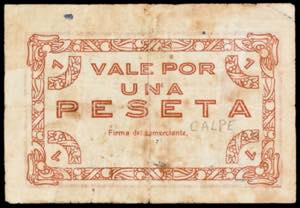 1 1
VALE POR
UNA
PESETA
CALPE
Firma del comerciante,
1 1